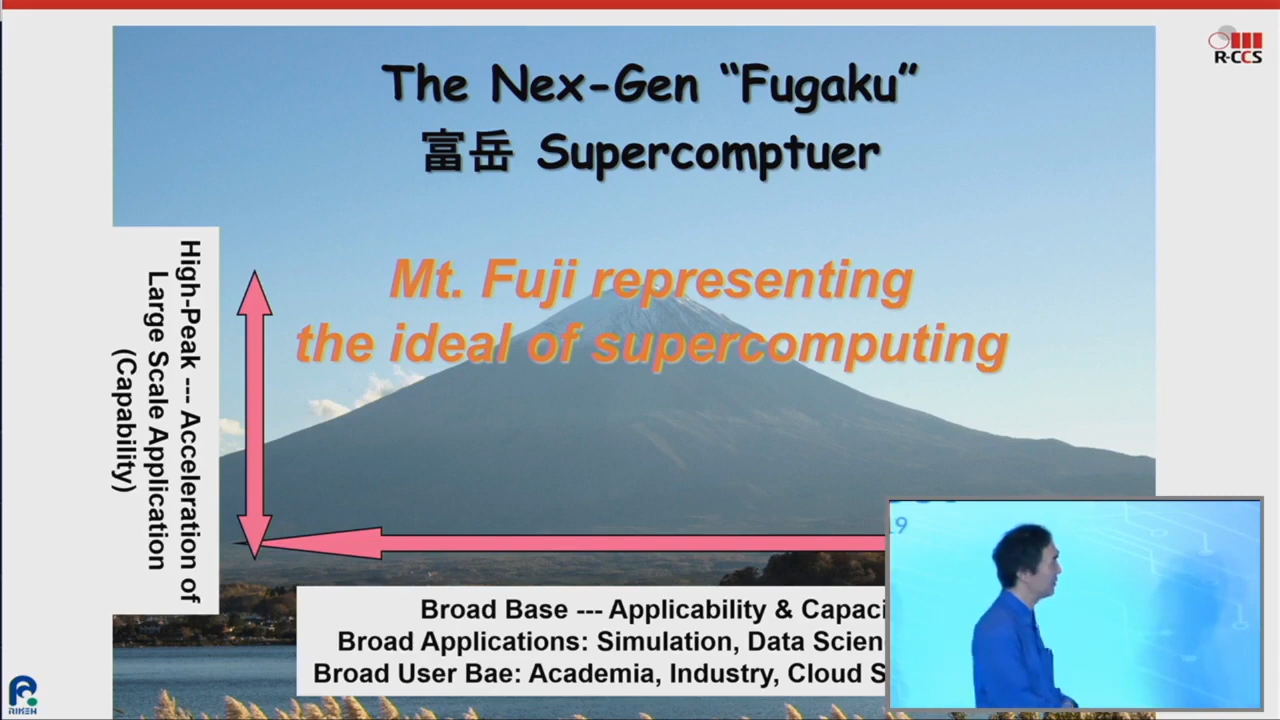 The Nex-Gen “Fugaku”
富岳 Supercomptuer
Mt. Fuji representing
the ideal of supercomputing
High-Peak --- Acceleration of
Large Scale Application
(Capability)
Broad Base --- Applicability & Capaci
Broad Applications: Simulation, Data Scien
Broad User Bae: Academia, Industry, Cloud S
R-CCS
RIKEN
19